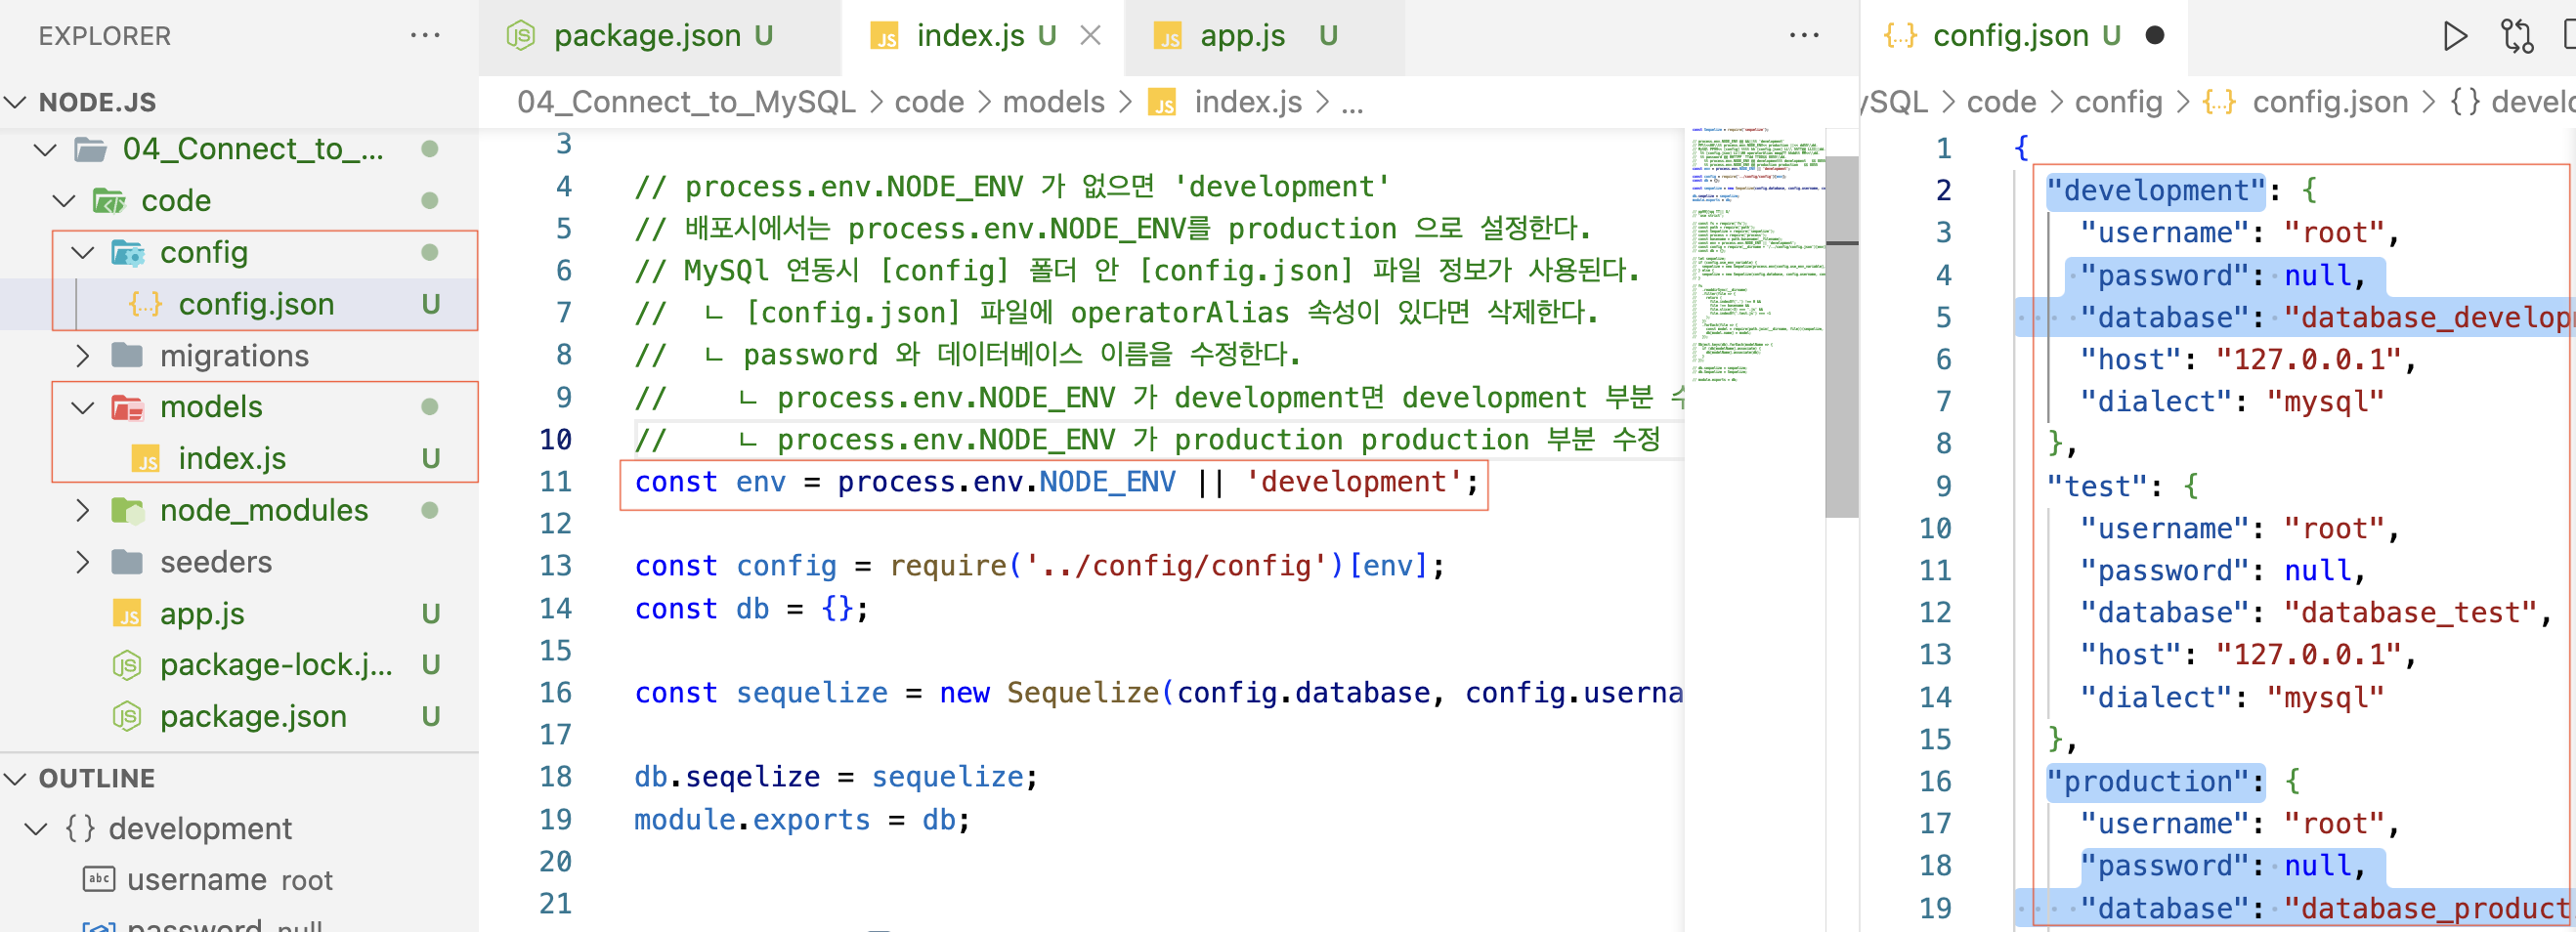 EXPLORER
NODE.JS
04_Connect_to_...
code
config
config.json U
migrations
models
index.js U
node_modules
seeders
app.js U
package-lock.j... U
package.json U
OUTLINE
development
username root
password null
package.json U
index.js U
app.js U
04_Connect_to_MySQL > code > models > index.js > ...
3
4 // process.env.NODE_ENV 가 없으면 'development'
5 // 배포시에서는 process.env.NODE_ENV를 production 으로 설정한다.
6 // MySQl 연동시 [config] 폴더 안 [config.json] 파일 정보가 사용된다.
7 // ㄴ [config.json] 파일에 operatorAlias 속성이 있다면 삭제한다.
8 // ㄴ password 와 데이터베이스 이름을 수정한다.
9 // ㄴ process.env.NODE_ENV 가 development면 development 부분
10 // ㄴ process.env.NODE_ENV 가 production production 부분 수정
11 const env = process.env.NODE_ENV || 'development';
12
13 const config = require('../config/config')[env];
14 const db = {};
15
16 const sequelize = new Sequelize(config.database, config.userna
17
18 db.seqelize = sequelize;
19 module.exports = db;
20
21
config.json U
ySQL > code > config > config.json > {} develo
1 {
2 "development": {
3 "username": "root",
4 "password": null,
5 "database": "database_develop
6 "host": "127.0.0.1",
7 "dialect": "mysql"
8 },
9 "test": {
10 "username": "root",
11 "password": null,
12 "database": "database_test",
13 "host": "127.0.0.1",
14 "dialect": "mysql"
15 },
16 "production": {
17 "username": "root",
18 "password": null,
19 "database": "database_product